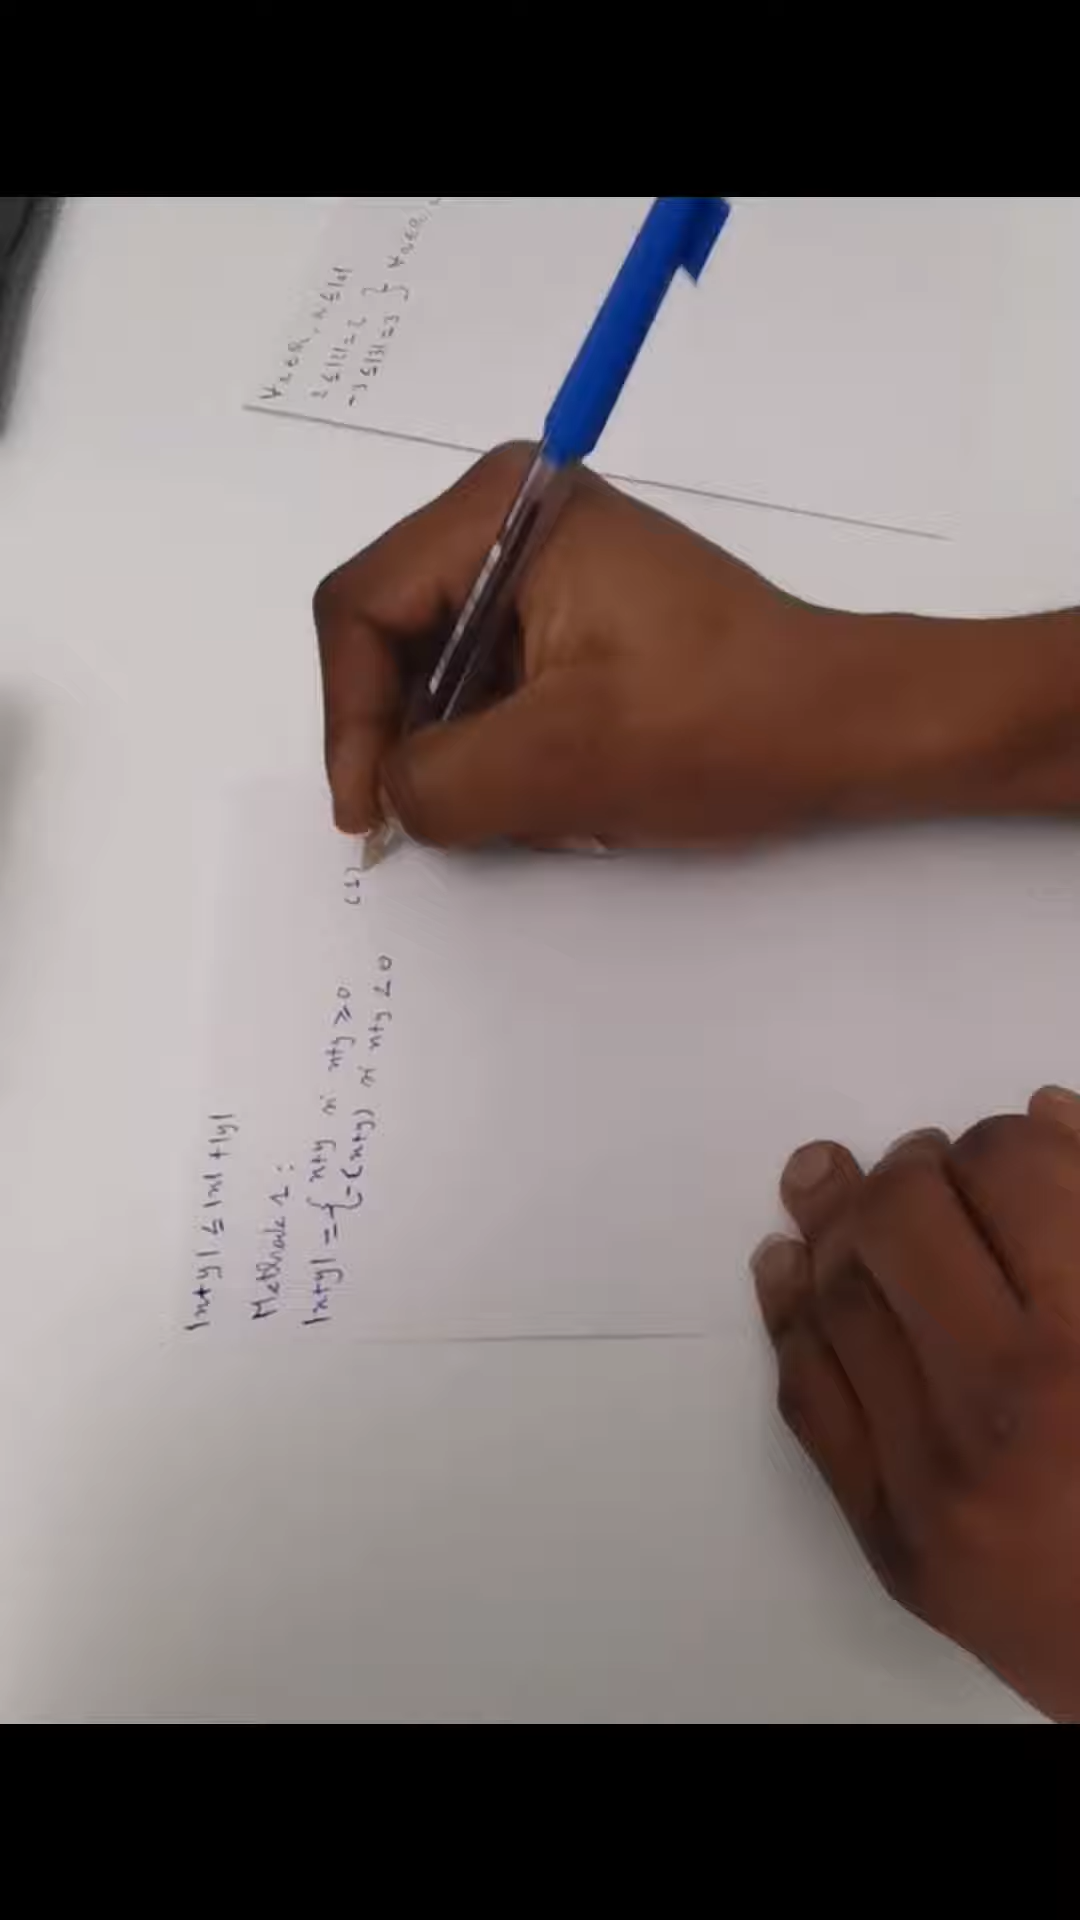 |x+y| ≤ |x| + |y|
Méthode 1:
|x+y| = { x+y si x+y ≥ 0
-(x+y) si x+y < 0
(1)
∀x∈ℝ, x ≤ |x|
2 ≤ |2| = 2
-3 ≤ |3| = 3 } ∀x∈ℝ,